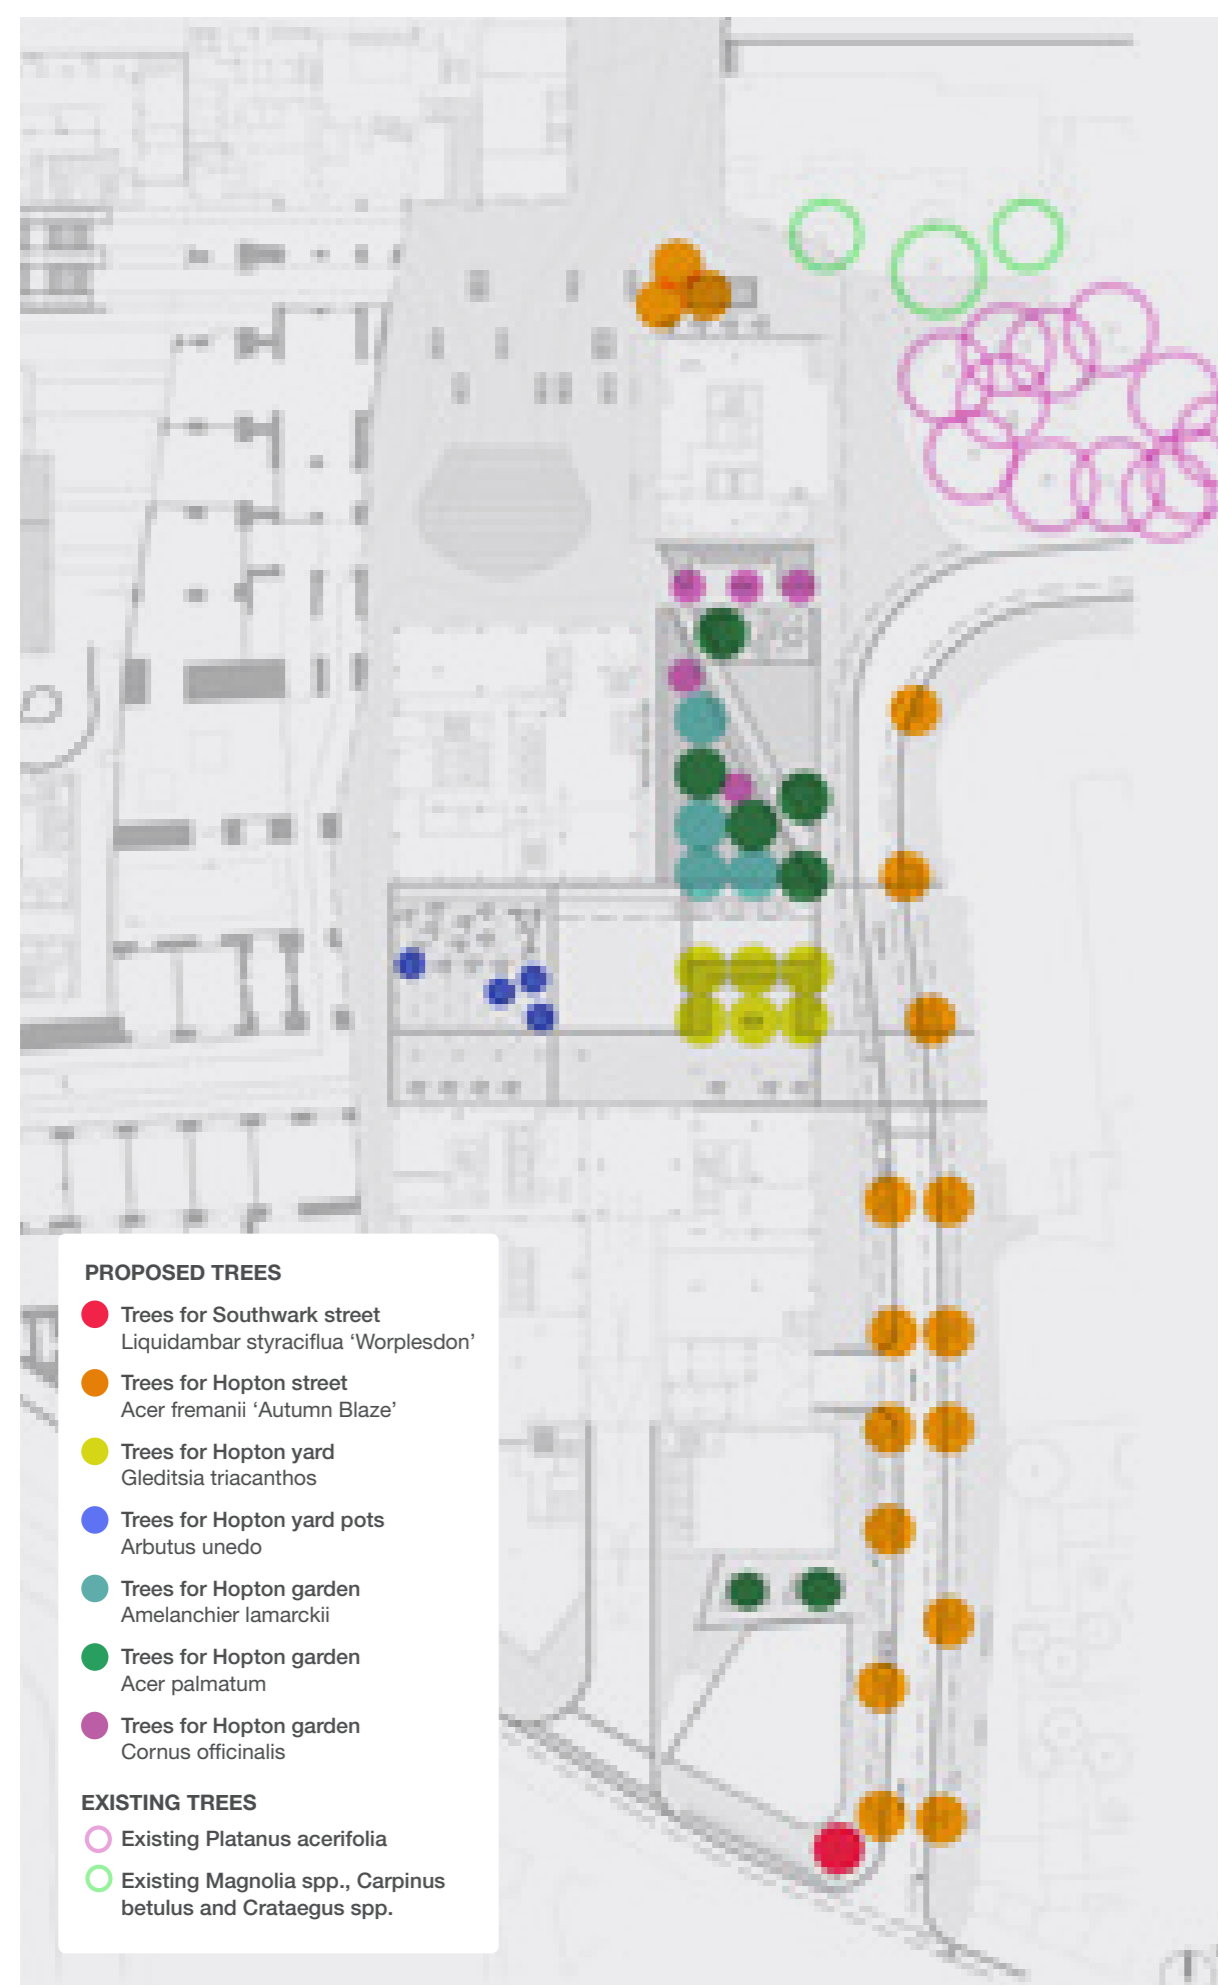 PROPOSED TREES
Trees for Southwark street
Liquidambar styraciflua ‘Worplesdon’
Trees for Hopton street
Acer fremanii ‘Autumn Blaze’
Trees for Hopton yard
Gleditsia triacanthos
Trees for Hopton yard pots
Arbutus unedo
Trees for Hopton garden
Amelanchier lamarckii
Trees for Hopton garden
Acer palmatum
Trees for Hopton garden
Cornus officinalis
EXISTING TREES
Existing Platanus acerifolia
Existing Magnolia spp., Carpinus
betulus and Crataegus spp.